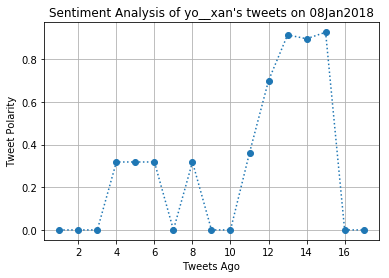 Sentiment Analysis of yo__xan's tweets on 08Jan2018
Tweet Polarity
0.8
0.6
0.4
0.2
0.0
2 4 6 8 10 12 14 16
Tweets Ago